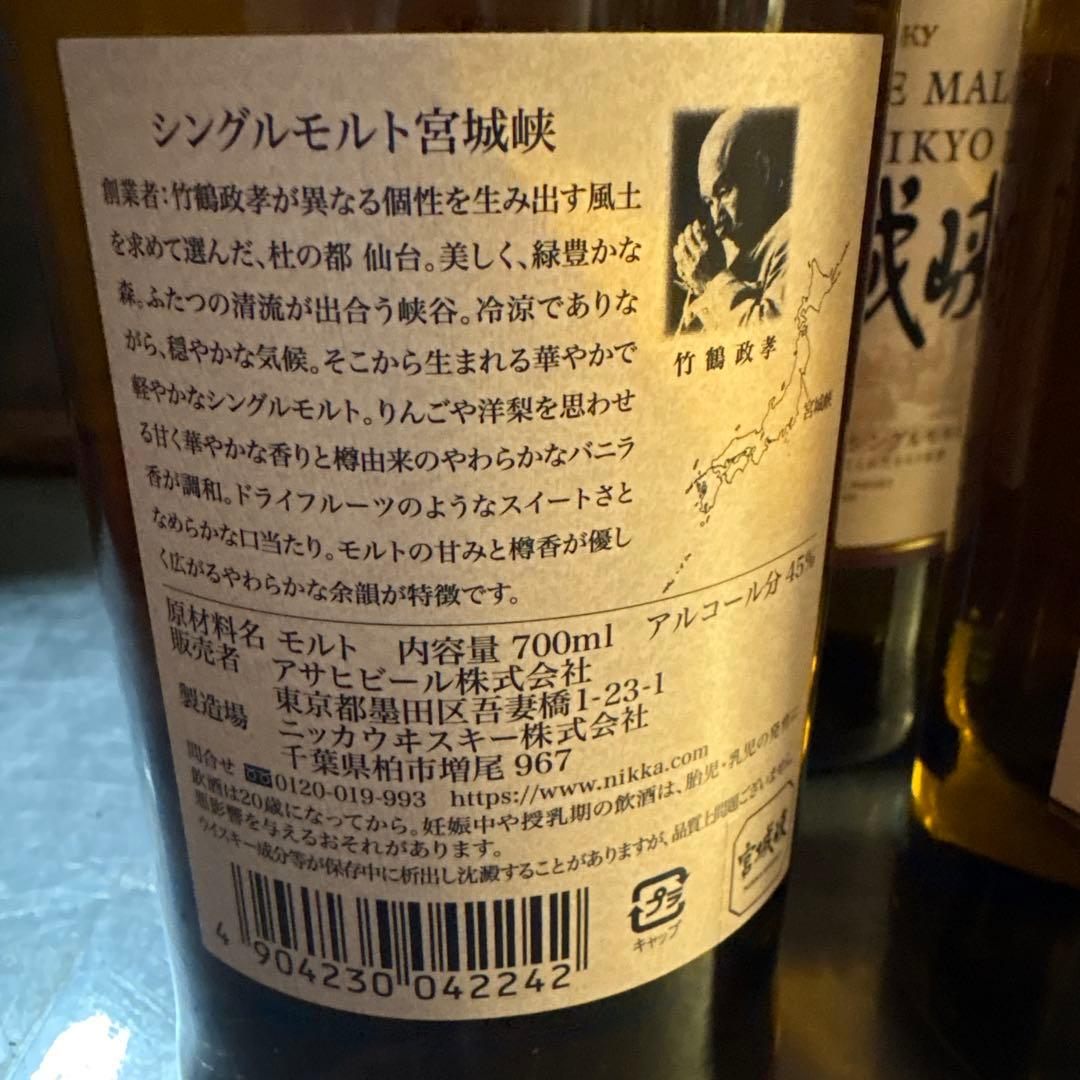 シングルモルト宮城峡
創業者:竹鶴政孝が異なる個性を生み出す風土
を求めて選んだ、杜の都 仙台。美しく、緑豊かな
森。ふたつの清流が出合う峡谷。冷涼でありな
がら、穏やかな気候。そこから生まれる華やかで
軽やかなシングルモルト。りんごや洋梨を思わせ
る甘く華やかな香りと樽由来のやわらかなバニラ
香が調和。ドライフルーツのようなスイートさと
なめらかな口当たり。モルトの甘みと樽香が優し
く広がるやわらかな余韻が特徴です。
竹鶴政孝
宮城峡
原材料名 モルト 内容量 700ml アルコール分 45%
販売者 アサヒビール株式会社
東京都墨田区吾妻橋1-23-1
製造場 ニッカウヰスキー株式会社
千葉県柏市増尾 967
問合せ 0120-019-993 https://www.nikka.com
飲酒は20歳になってから。妊娠中や授乳期の飲酒は、胎児・乳児の発育に
悪影響を与えるおそれがあります。
ウイスキー成分等が保存中に析出し沈澱することがありますが、品質上問題ございません。
宮城峡
プラ
キャップ
4 904230 042242
KY
E MAL
IKYO
城峡
シングルモル